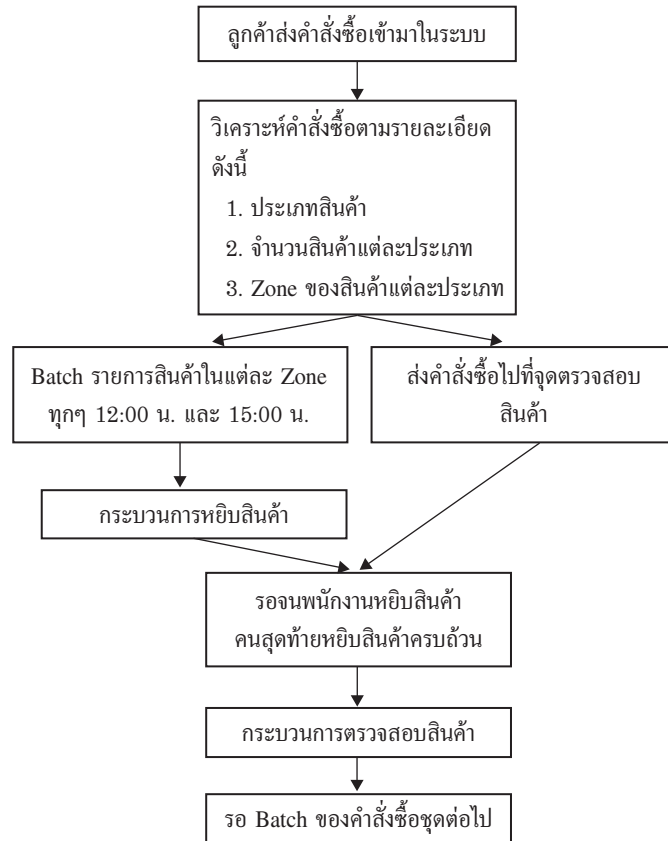 ลูกค้าส่งคำสั่งซื้อเข้ามาในระบบ
วิเคราะห์คำสั่งซื้อตามรายละเอียด
ดังนี้
1. ประเภทสินค้า
2. จำนวนสินค้าแต่ละประเภท
3. Zone ของสินค้าแต่ละประเภท
Batch รายการสินค้าในแต่ละ Zone
ทุกๆ 12:00 น. และ 15:00 น.
ส่งคำสั่งซื้อไปที่จุดตรวจสอบ
สินค้า
กระบวนการหยิบสินค้า
รอจนพนักงานหยิบสินค้า
คนสุดท้ายหยิบสินค้าครบถ้วน
กระบวนการตรวจสอบสินค้า
รอ Batch ของคำสั่งซื้อชุดต่อไป